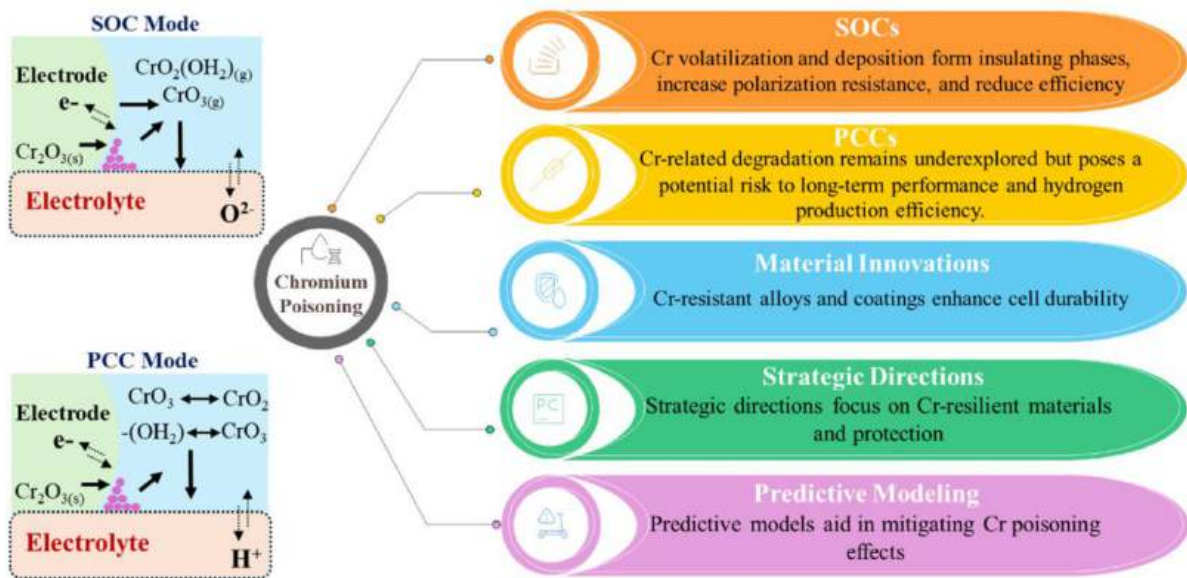 SOC Mode
Electrode
e-
CrO₂(OH₂)₍g₎
CrO₃₍g₎
Cr₂O₃₍s₎
Electrolyte
O²⁻
PCC Mode
Electrode
e-
CrO₃ ⟷ CrO₂
-(OH₂) ⟷ CrO₃
Cr₂O₃₍s₎
Electrolyte
H⁺
Chromium
Poisoning
SOCs
Cr volatilization and deposition form insulating phases,
increase polarization resistance, and reduce efficiency
PCCs
Cr-related degradation remains underexplored but poses a
potential risk to long-term performance and hydrogen
production efficiency.
Material Innovations
Cr-resistant alloys and coatings enhance cell durability
PC
Strategic Directions
Strategic directions focus on Cr-resilient materials
and protection
Predictive Modeling
Predictive models aid in mitigating Cr poisoning
effects